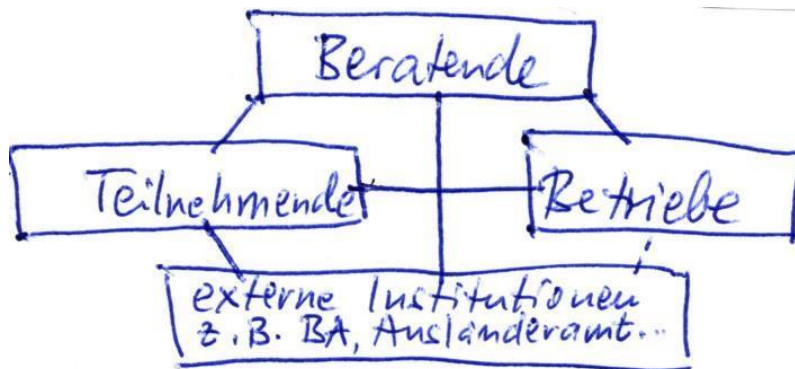 Beratende
Teilnehmende
Betriebe
externe Institutionen
z.B. BA, Ausländeramt...